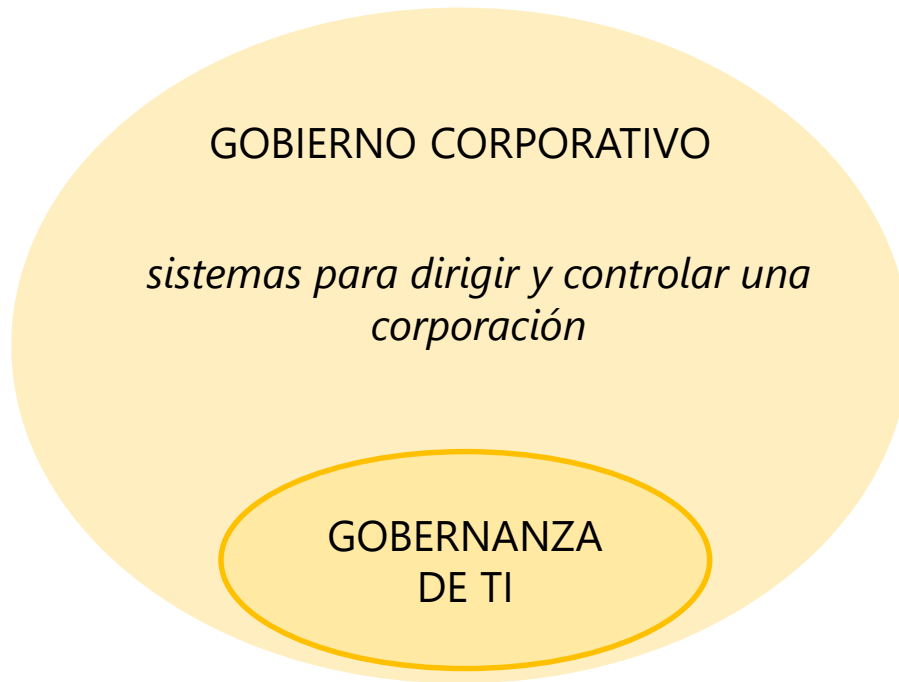 GOBIERNO CORPORATIVO
sistemas para dirigir y controlar una
corporación
GOBERNANZA
DE TI